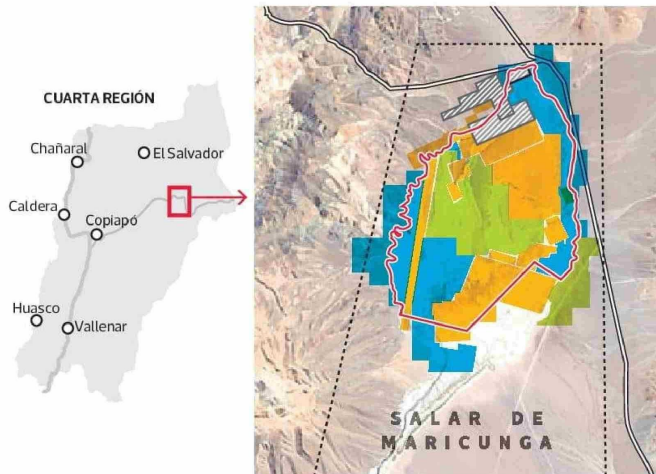 CUARTA REGIÓN
Chañaral
El Salvador
Caldera
Copiapó
Huasco
Vallenar
SALAR DE
MARICUNGA